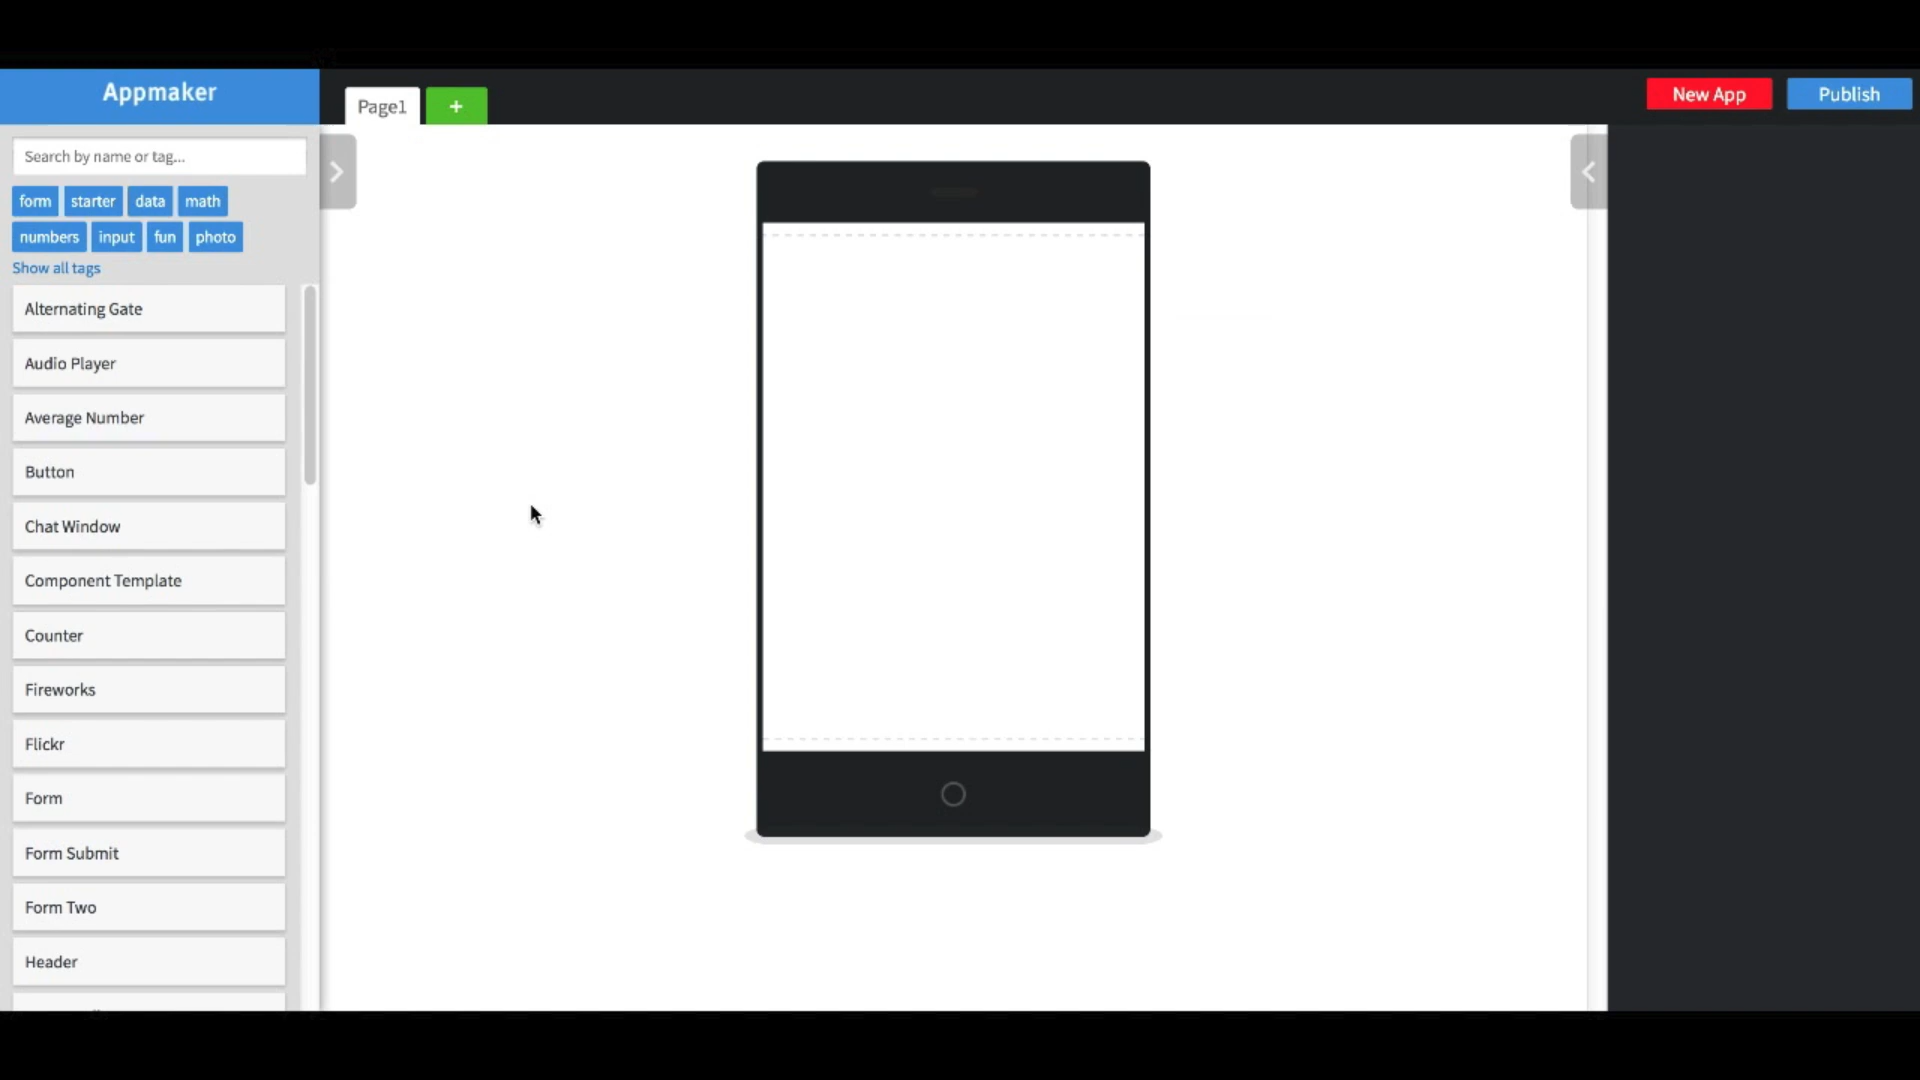 Appmaker
Page1 +
New App Publish
Search by name or tag...
form starter data math
numbers input fun photo
Show all tags
Alternating Gate
Audio Player
Average Number
Button
Chat Window
Component Template
Counter
Fireworks
Flickr
Form
Form Submit
Form Two
Header